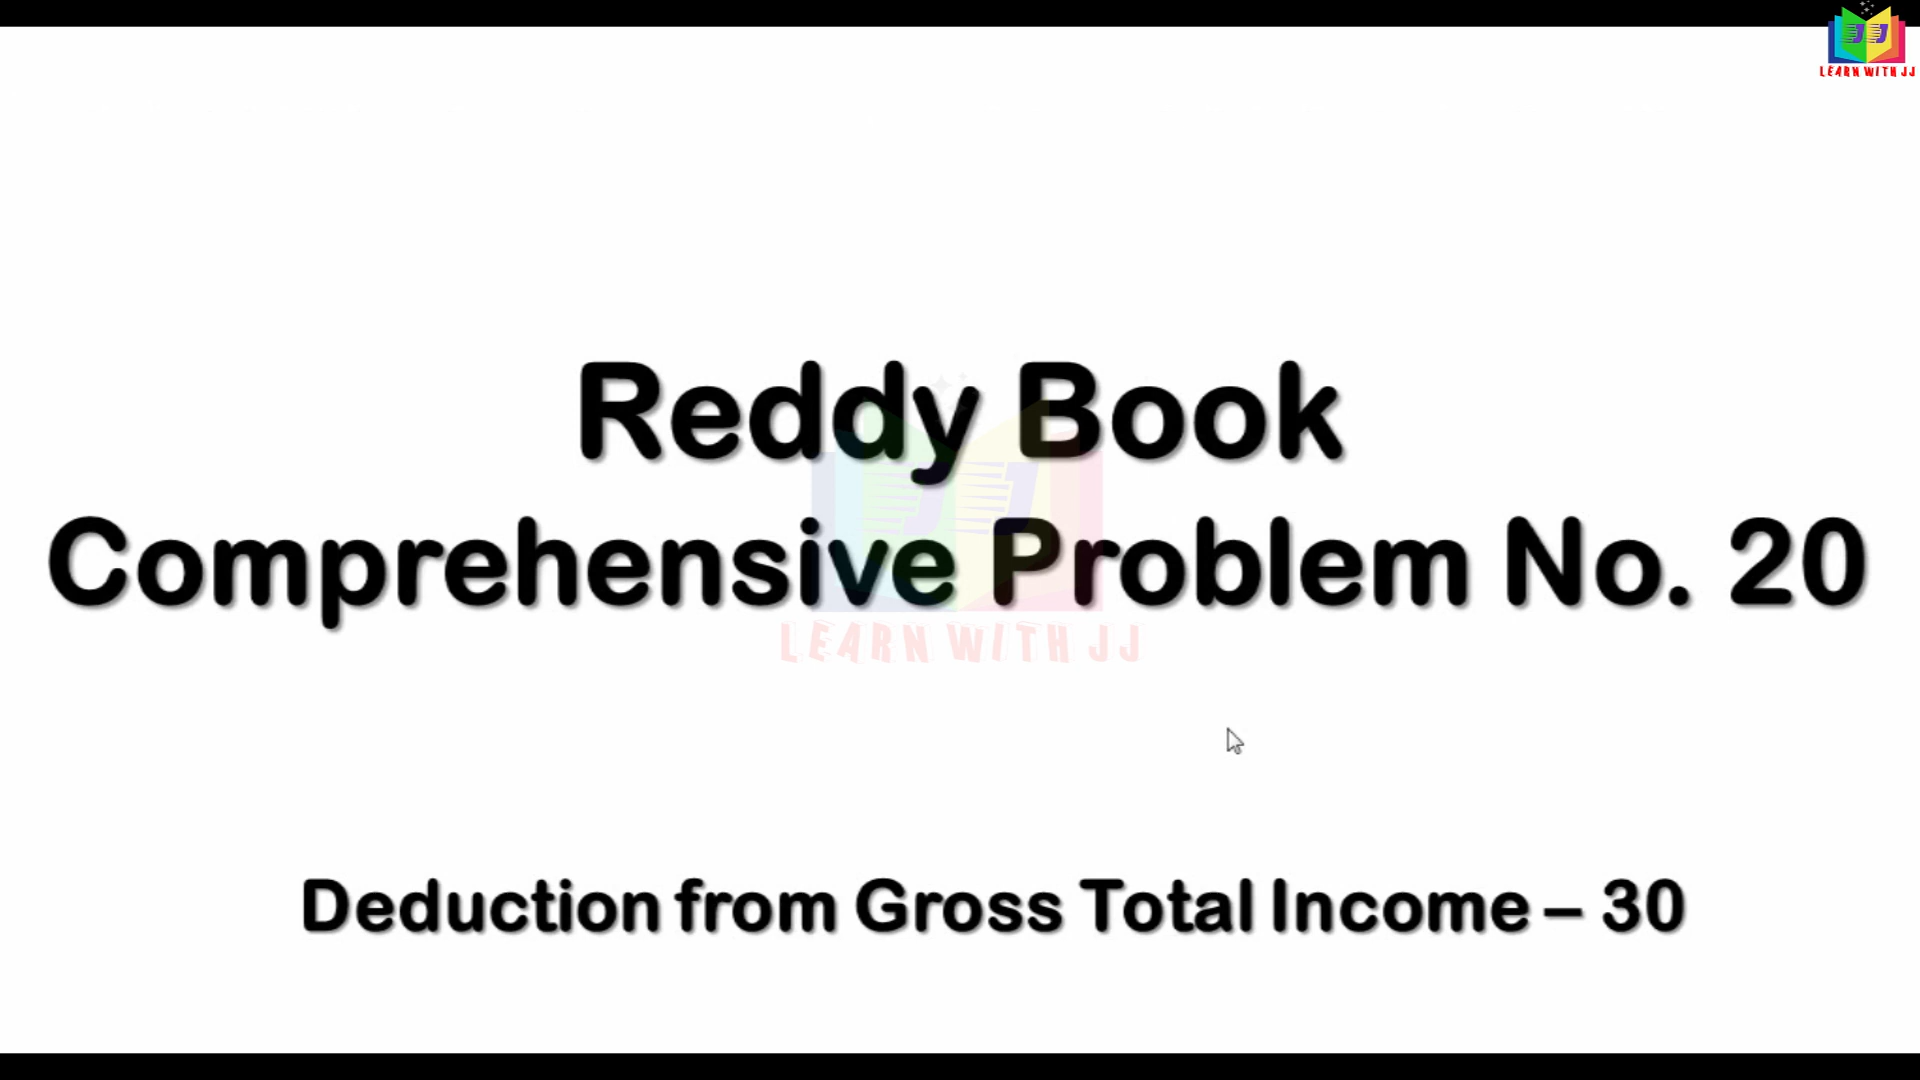 LEARN WITH JJ
Reddy Book
Comprehensive Problem No. 20
LEARN WITH JJ
Deduction from Gross Total Income – 30